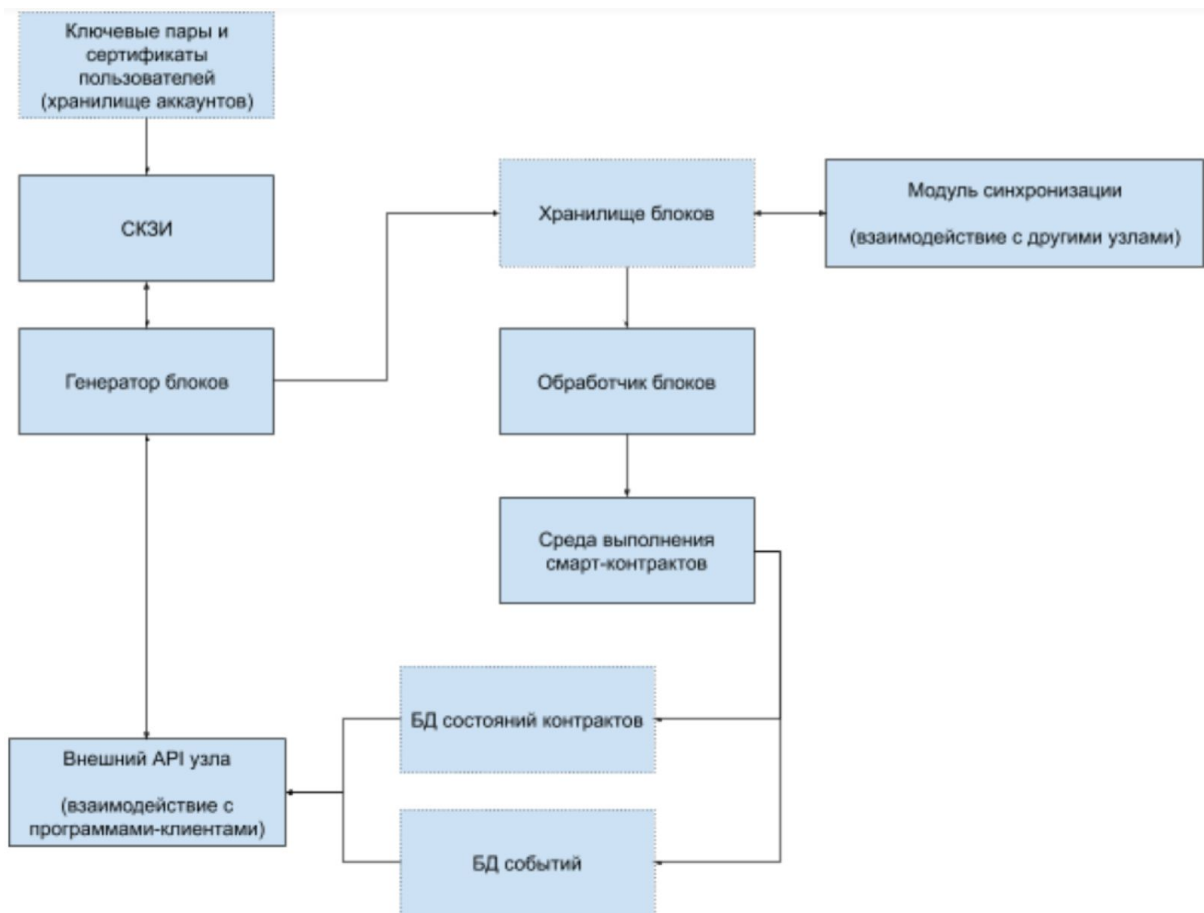 Ключевые пары и
сертификаты
пользователей
(хранилище аккаунтов)
СКЗИ
Генератор блоков
Хранилище блоков
Модуль синхронизации
(взаимодействие с другими узлами)
Обработчик блоков
Среда выполнения
смарт-контрактов
БД состояний контрактов
Внешний API узла
(взаимодействие с
программами-клиентами)
БД событий